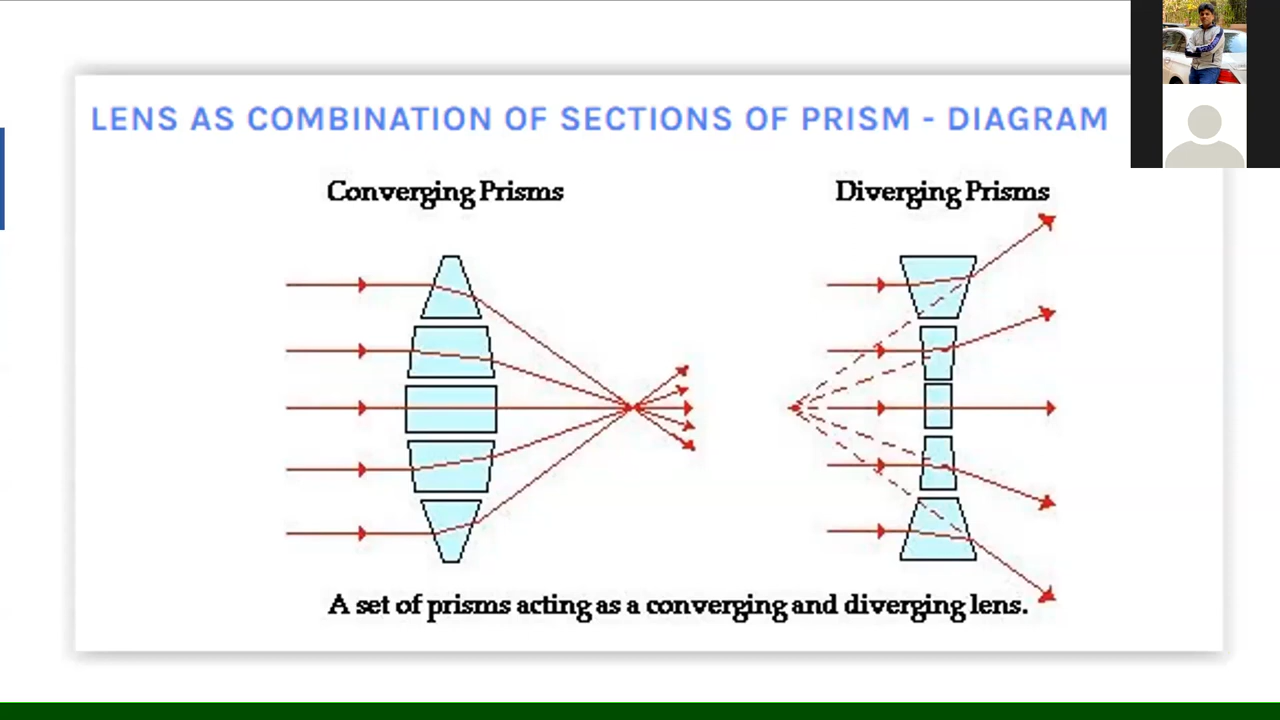 LENS AS COMBINATION OF SECTIONS OF PRISM - DIAGRAM
Converging Prisms
Diverging Prisms
A set of prisms acting as a converging and diverging lens.